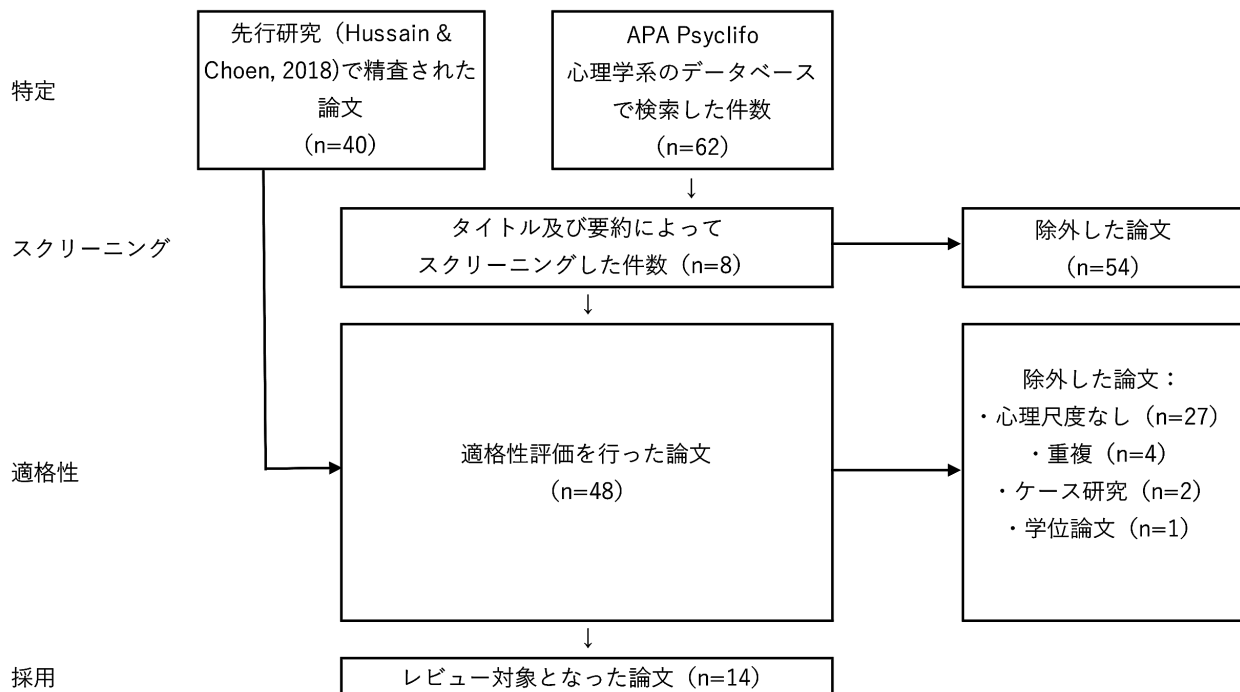 特定
先行研究（Hussain &
Choen, 2018)で精査された
論文
（n=40）
APA Psyclifo
心理学系のデータベース
で検索した件数
（n=62）
↓
スクリーニング
タイトル及び要約によって
スクリーニングした件数（n=8）
除外した論文
（n=54）
↓
適格性
適格性評価を行った論文
（n=48）
除外した論文：
・心理尺度なし（n=27）
・重複（n=4）
・ケース研究（n=2）
・学位論文（n=1）
↓
採用
レビュー対象となった論文（n=14）